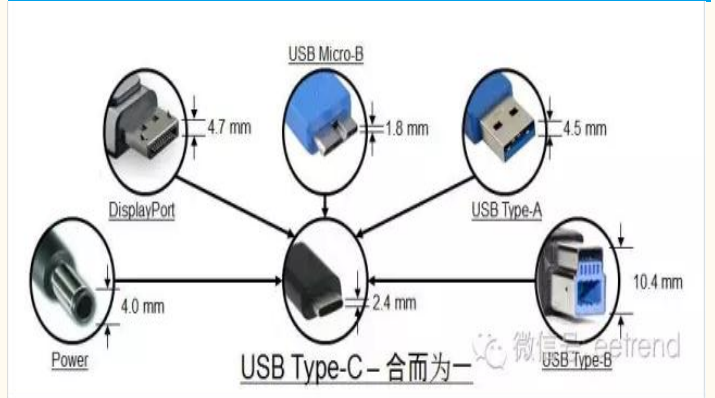 USB Micro-B
4.7 mm
1.8 mm
4.5 mm
DisplayPort
USB Type-A
4.0 mm
2.4 mm
10.4 mm
Power
USB Type-C – 合而为一
USB Type-B
微信号: eetrend